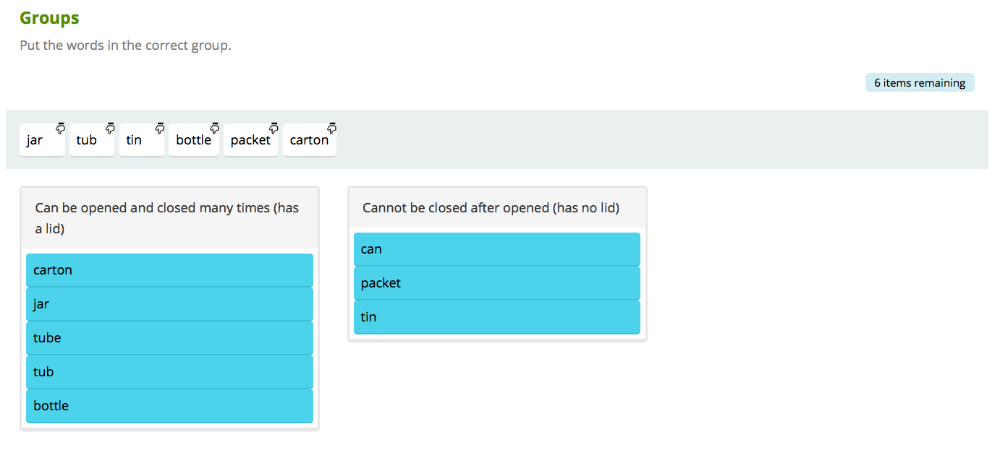 Groups
Put the words in the correct group.
6 items remaining
jar tub tin bottle packet carton
Can be opened and closed many times (has
a lid)
carton
jar
tube
tub
bottle
Cannot be closed after opened (has no lid)
can
packet
tin